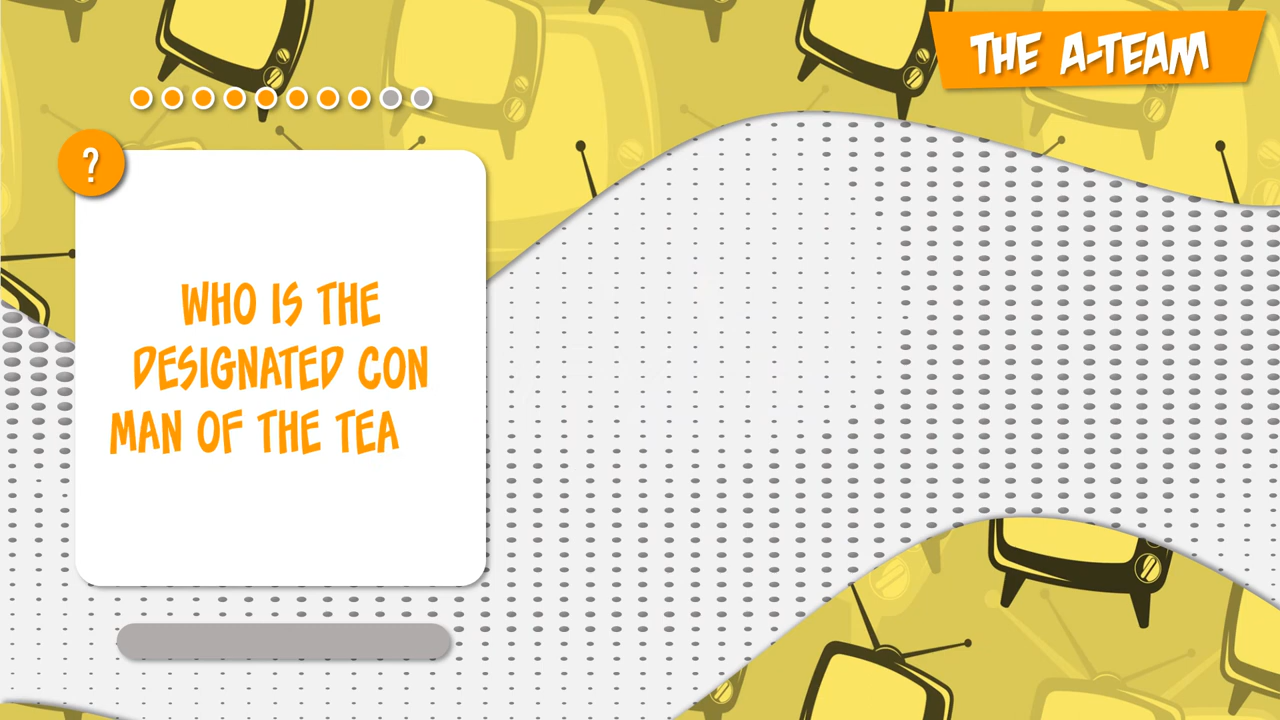 THE A-TEAM
?
WHO IS THE
DESIGNATED CON
MAN OF THE TEA